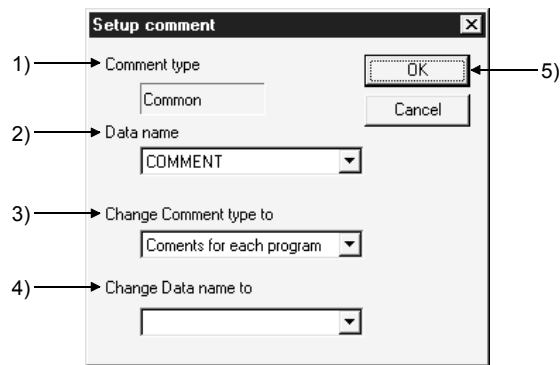 Setup comment
1) Comment type
OK 5)
Common
Cancel
2) Data name
COMMENT
3) Change Comment type to
Coments for each program
4) Change Data name to